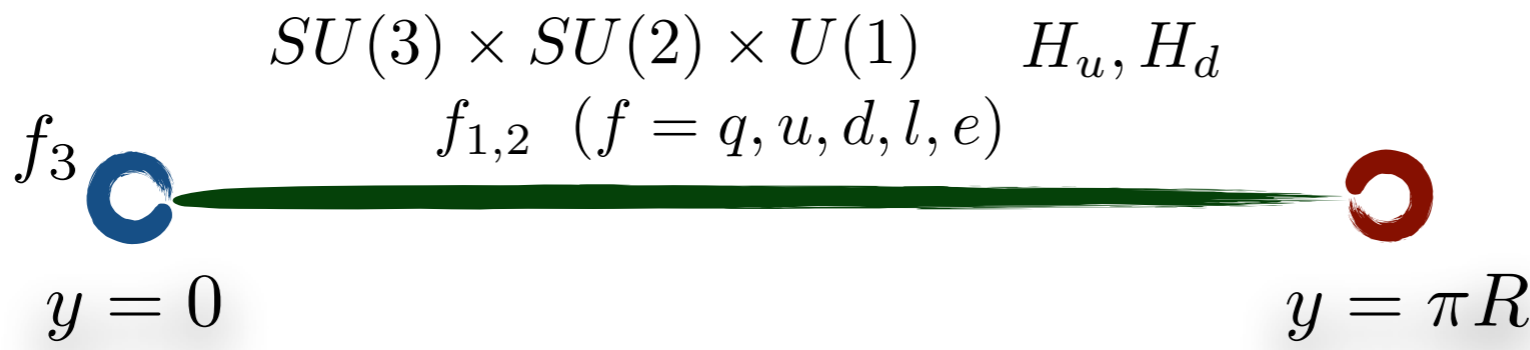 SU(3) × SU(2) × U(1) H_u, H_d
f_{1,2} (f = q, u, d, l, e)
f_3
y = 0 y = πR